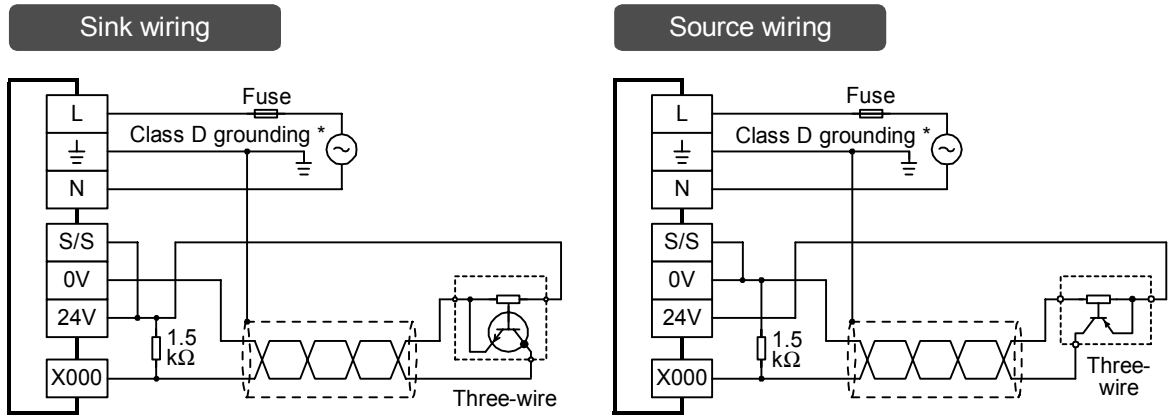 Sink wiring
L
Fuse
Class D grounding *
N
S/S
0V
24V
1.5
kΩ
X000
Three-wire
Source wiring
L
Fuse
Class D grounding *
N
S/S
0V
24V
1.5
kΩ
X000
Three-
wire